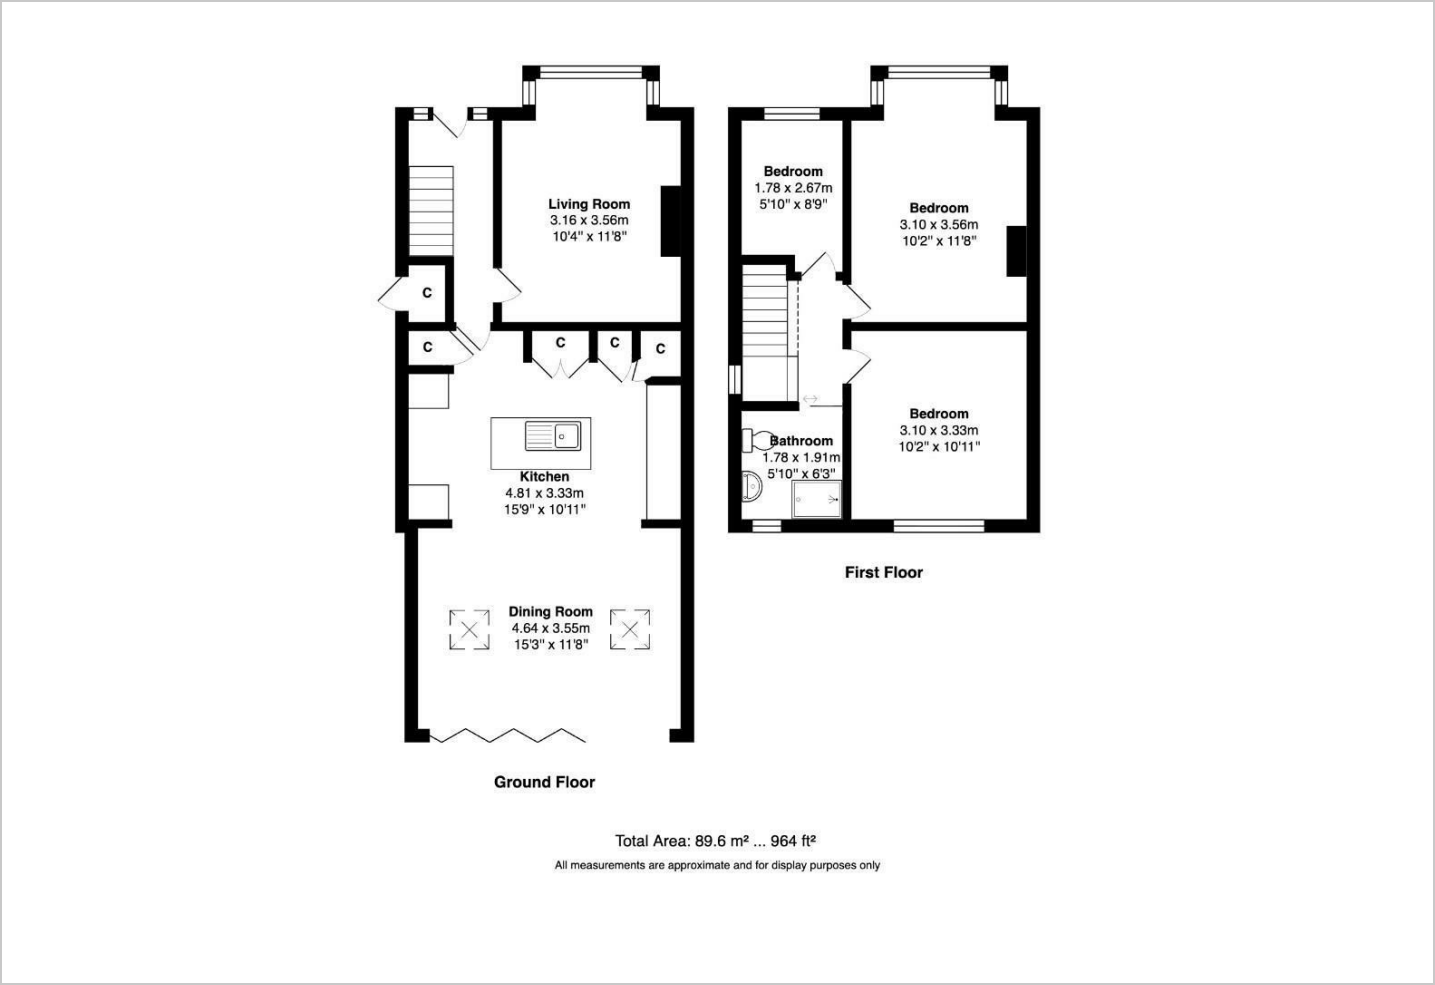 Living Room
3.16 x 3.56m
10'4" x 11'8"
C
C
C
C
C
Kitchen
4.81 x 3.33m
15'9" x 10'11"
Dining Room
4.64 x 3.55m
15'3" x 11'8"
Ground Floor
Bedroom
1.78 x 2.67m
5'10" x 8'9"
Bedroom
3.10 x 3.56m
10'2" x 11'8"
Bedroom
3.10 x 3.33m
10'2" x 10'11"
Bathroom
1.78 x 1.91m
5'10" x 6'3"
First Floor
Total Area: 89.6 m² ... 964 ft²
All measurements are approximate and for display purposes only